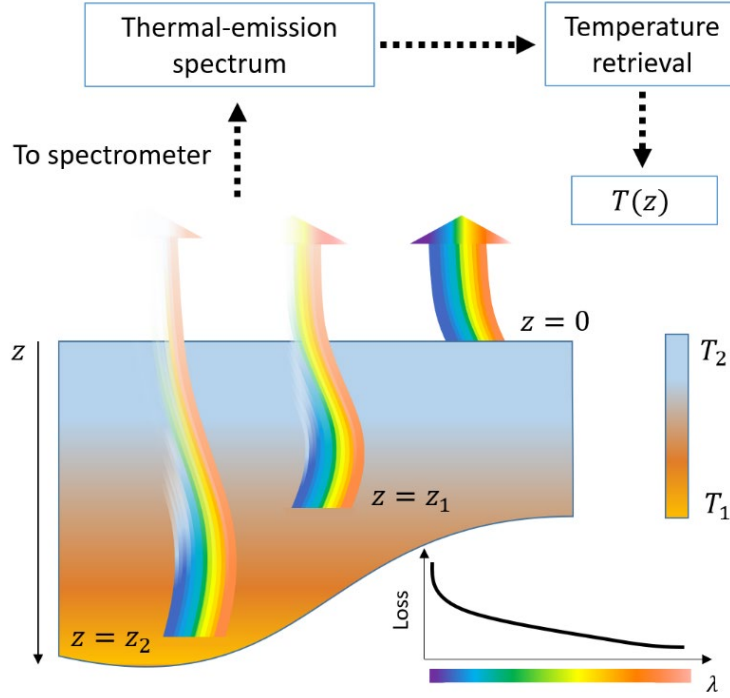 Thermal-emission
spectrum
Temperature
retrieval
To spectrometer
T(z)
z = 0
z
T₂
z = z₁
T₁
z = z₂
Loss
λ